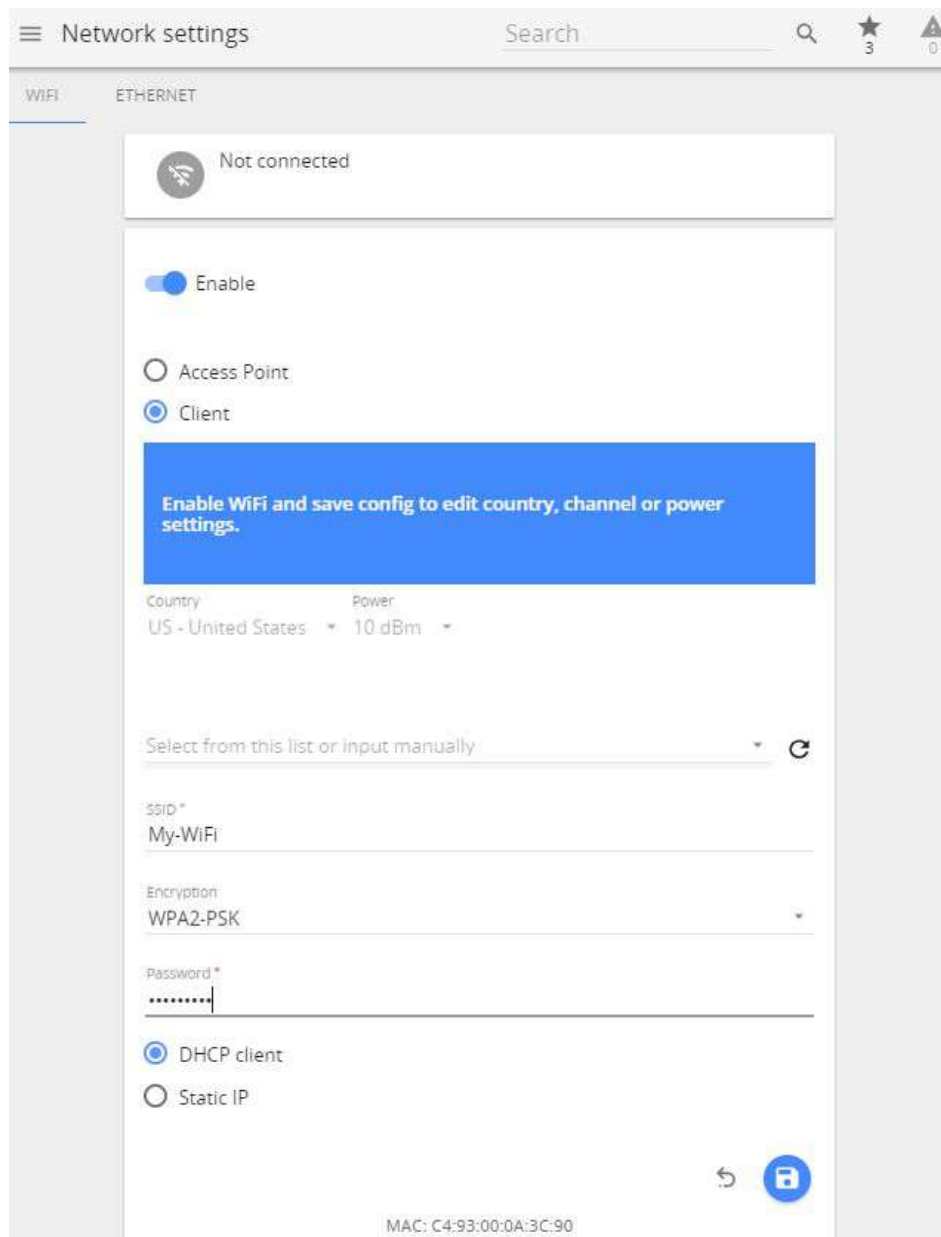 Network settings
Search
3
0
WIFI
ETHERNET
Not connected
Enable
Access Point
Client
Enable WiFi and save config to edit country, channel or power
settings.
Country
Power
US - United States
10 dBm
Select from this list or input manually
SSID *
My-WiFi
Encryption
WPA2-PSK
Password *
•••••••••
DHCP client
Static IP
MAC: C4:93:00:0A:3C:90